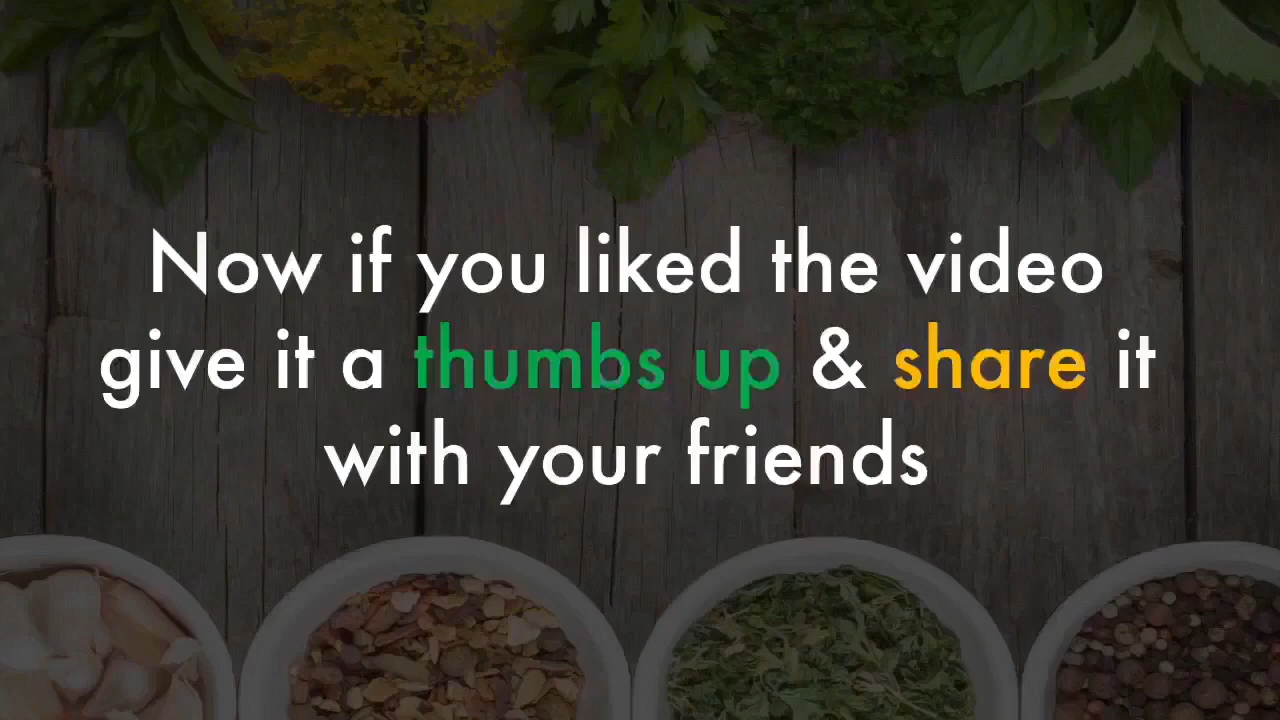 Now if you liked the video
give it a thumbs up & share it
with your friends